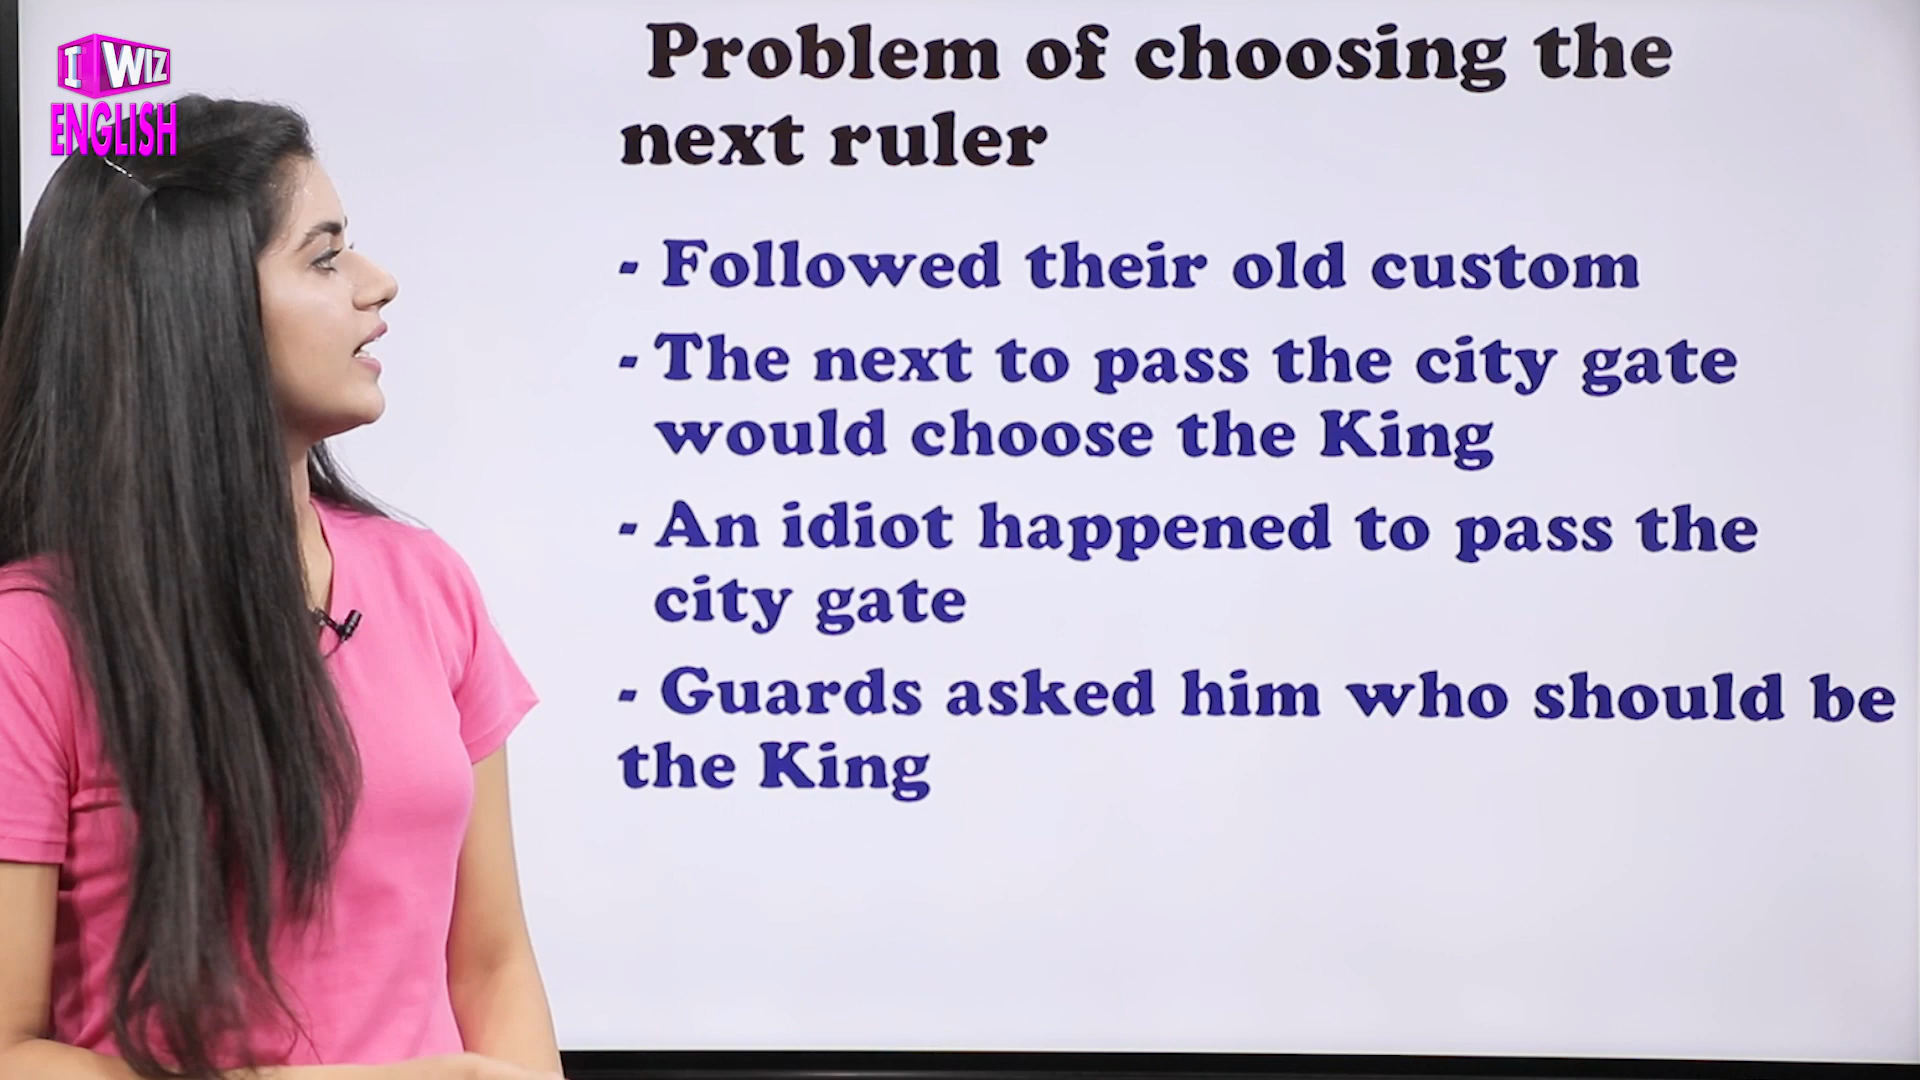 I WIZ
ENGLISH
Problem of choosing the
next ruler
- Followed their old custom
- The next to pass the city gate
would choose the King
- An idiot happened to pass the
city gate
- Guards asked him who should be
the King